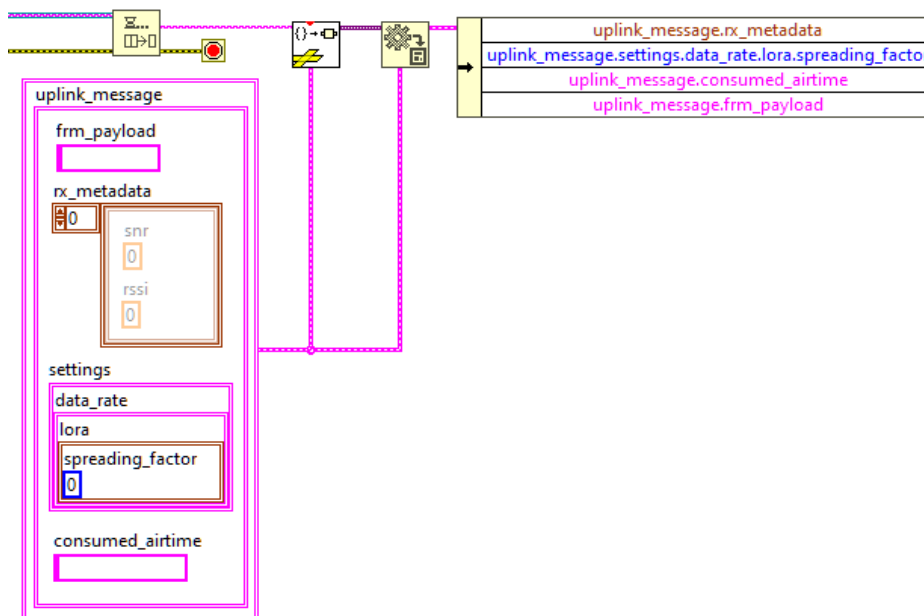 uplink_message.rx_metadata
uplink_message.settings.data_rate.lora.spreading_facto
uplink_message.consumed_airtime
uplink_message.frm_payload
uplink_message
frm_payload
rx_metadata
0
snr
0
rssi
0
settings
data_rate
lora
spreading_factor
0
consumed_airtime